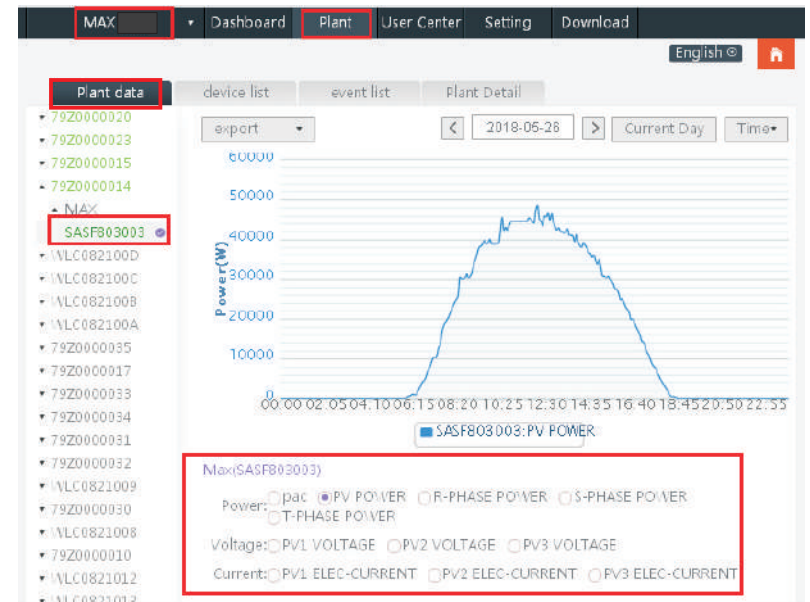 MAX Dashboard Plant User Center Setting Download
English
Plant data device list event list Plant Detail
79Z0000020
79Z0000023
79Z0000015
79Z0000014
MAX
SASF803003
WLC082100D
WLC082100C
WLC082100B
WLC082100A
79Z0000035
79Z0000017
79Z0000033
79Z0000034
79Z0000031
79Z0000032
WLC0821009
79Z0000030
WLC0821008
79Z0000010
WLC0821012
WLC0821013
export < 2018-05-26 > Current Day Time
60000
50000
40000
30000
20000
10000
0
Power(W)
00:00 02:05 04:10 06:15 08:20 10:25 12:30 14:35 16:40 18:45 20:50 22:55
SASF803003:PV POWER
Max(SASF803003)
Power: pac PV POWER R-PHASE POWER S-PHASE POWER
T-PHASE POWER
Voltage: PV1 VOLTAGE PV2 VOLTAGE PV3 VOLTAGE
Current: PV1 ELEC-CURRENT PV2 ELEC-CURRENT PV3 ELEC-CURRENT